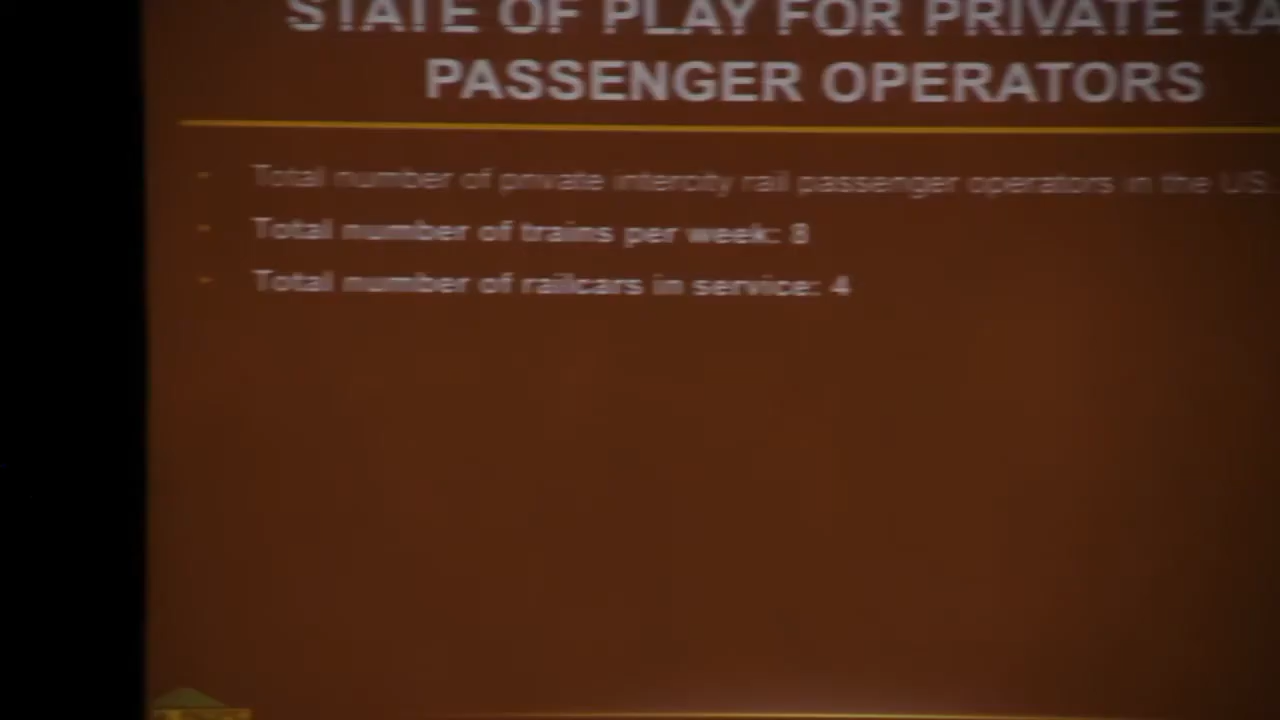 STATE OF PLAY FOR PRIVATE RA
PASSENGER OPERATORS
- Total number of private intercity rail passenger operators in the US:
- Total number of trains per week: 8
- Total number of railcars in service: 4